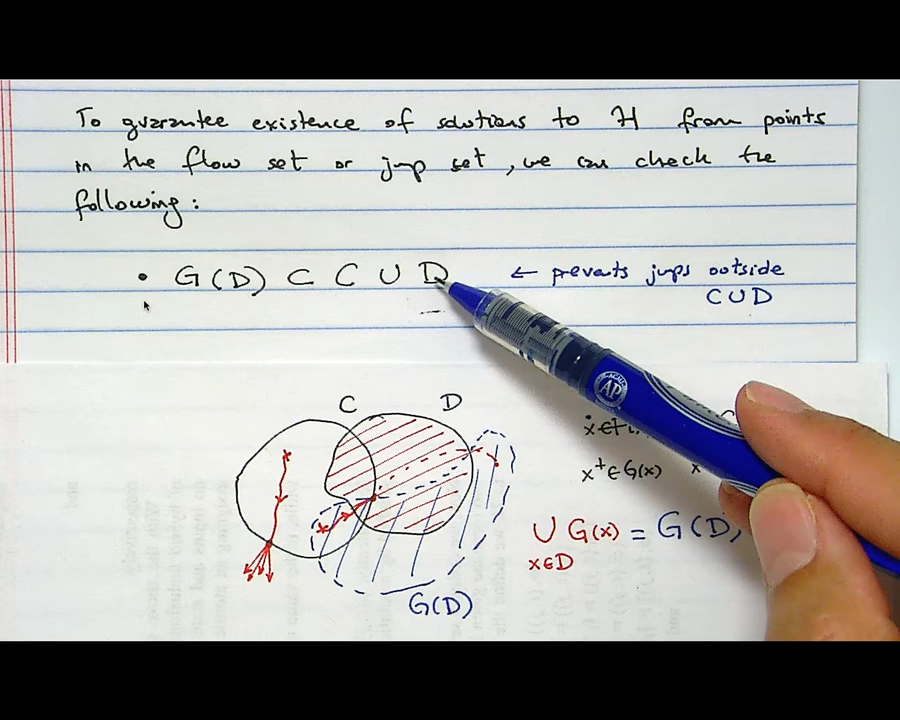 To guarantee existence of solutions to H from points
in the flow set or jump set, we can check the
following:
• G(D) ⊂ C ∪ D ← prevents jumps outside
C ∪ D
C D
x⁺ ∈ G(x) x
∪ G(x) = G(D)
x∈D
G(D)
AP